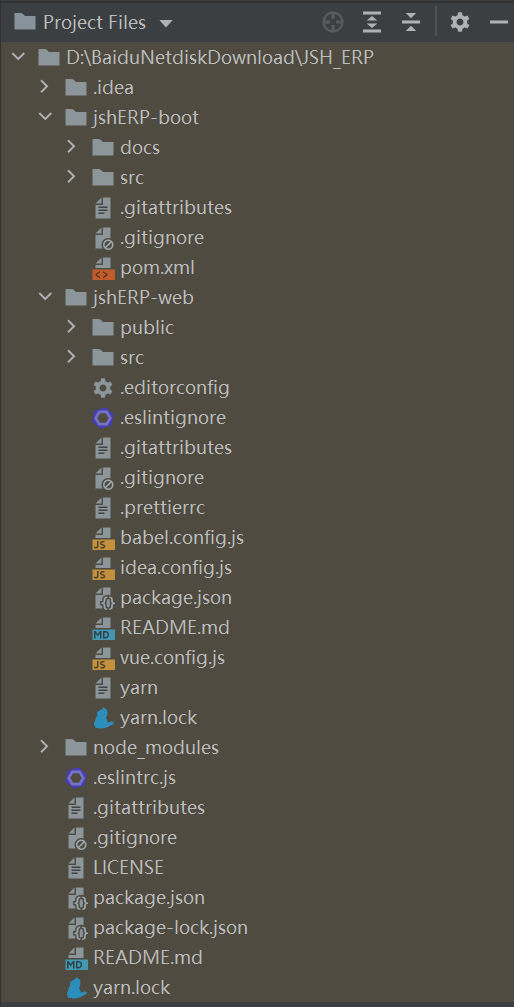 Project Files
D:\BaiduNetdiskDownload\JSH_ERP
.idea
jshERP-boot
docs
src
.gitattributes
.gitignore
pom.xml
jshERP-web
public
src
.editorconfig
.eslintignore
.gitattributes
.gitignore
.prettierrc
babel.config.js
idea.config.js
package.json
README.md
vue.config.js
yarn
yarn.lock
node_modules
.eslintrc.js
.gitattributes
.gitignore
LICENSE
package.json
package-lock.json
README.md
yarn.lock